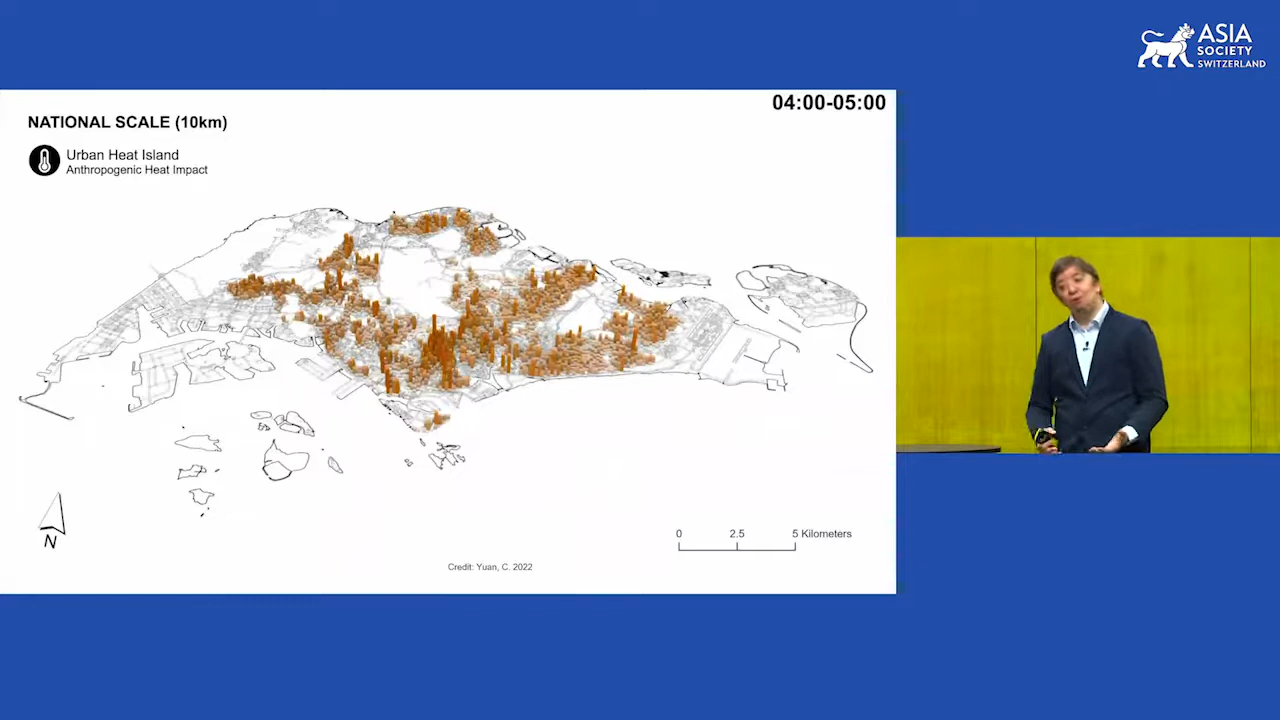 ASIA
SOCIETY
SWITZERLAND
04:00-05:00
NATIONAL SCALE (10km)
Urban Heat Island
Anthropogenic Heat Impact
N
0 2.5 5 Kilometers
Credit: Yuan, C. 2022